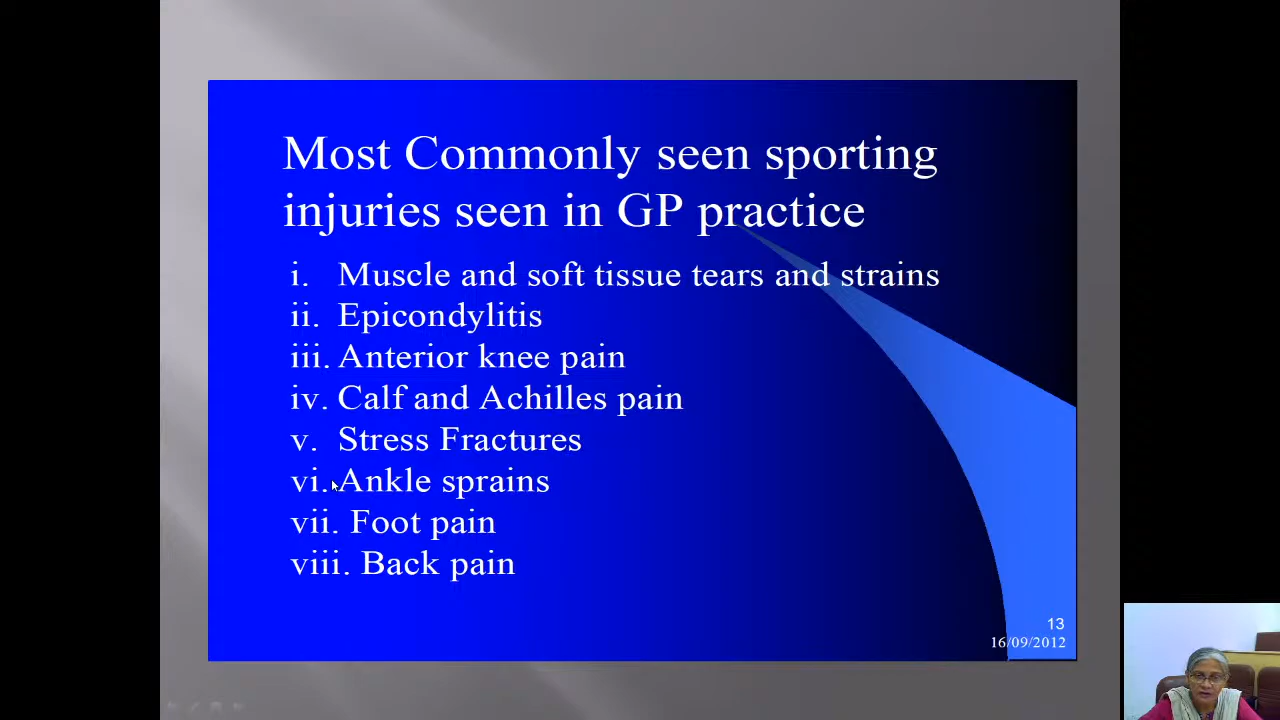 Most Commonly seen sporting
injuries seen in GP practice
i. Muscle and soft tissue tears and strains
ii. Epicondylitis
iii. Anterior knee pain
iv. Calf and Achilles pain
v. Stress Fractures
vi. Ankle sprains
vii. Foot pain
viii. Back pain
13
16/09/2012